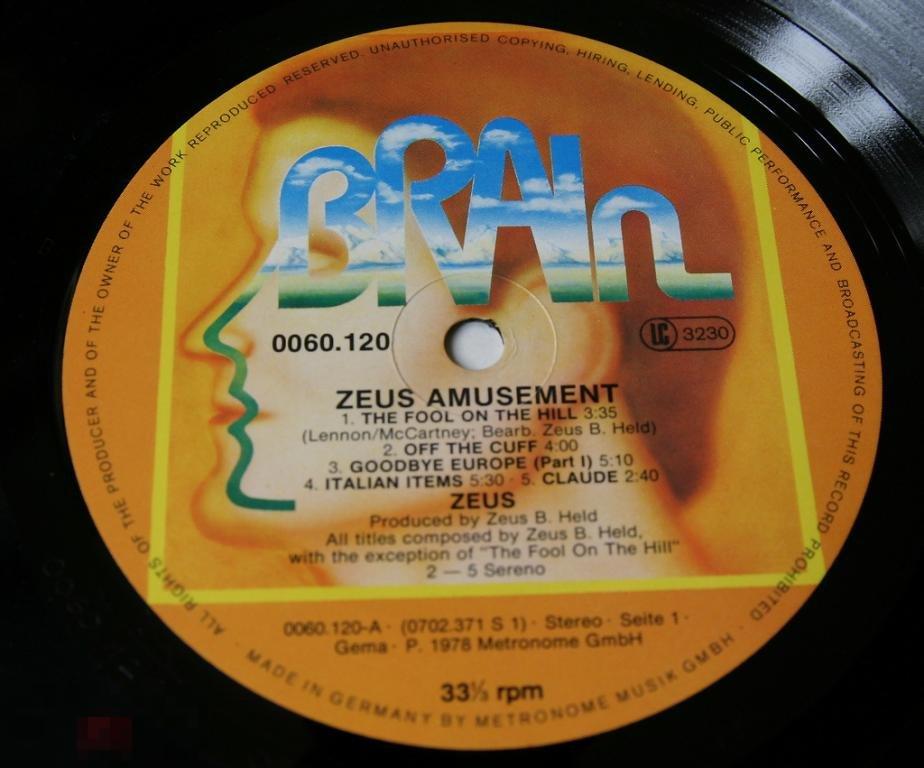 BRAIn
0060.120
LC 3230
ZEUS AMUSEMENT
1. THE FOOL ON THE HILL 3:35
(Lennon/McCartney; Bearb. Zeus B. Held)
2. OFF THE CUFF 4:00
3. GOODBYE EUROPE (Part I) 5:10
4. ITALIAN ITEMS 5:30 · 5. CLAUDE 2:40
ZEUS
Produced by Zeus B. Held
All titles composed by Zeus B. Held,
with the exception of "The Fool On The Hill"
2 — 5 Sereno
0060.120-A · (0702.371 S 1) · Stereo · Seite 1 ·
Gema · P. 1978 Metronome GmbH
33⅓ rpm
ALL RIGHTS OF THE PRODUCER AND OF THE OWNER OF THE WORK REPRODUCED RESERVED. UNAUTHORISED COPYING, HIRING, LENDING, PUBLIC PERFORMANCE AND BROADCASTING OF THIS RECORD PROHIBITED
· MADE IN GERMANY BY METRONOME MUSIK GMBH ·